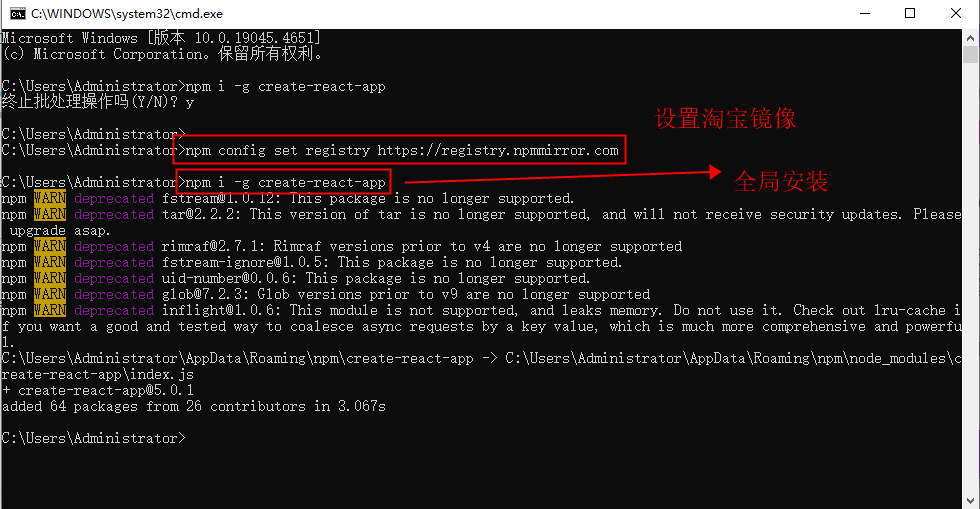 C:\WINDOWS\system32\cmd.exe
Microsoft Windows [版本 10.0.19045.4651]
(c) Microsoft Corporation。保留所有权利。
C:\Users\Administrator>npm i -g create-react-app
终止批处理操作吗(Y/N)? y
C:\Users\Administrator>
设置淘宝镜像
C:\Users\Administrator>npm config set registry https://registry.npmmirror.com
C:\Users\Administrator>npm i -g create-react-app
全局安装
npm WARN deprecated fstream@1.0.12: This package is no longer supported.
npm WARN deprecated tar@2.2.2: This version of tar is no longer supported, and will not receive security updates. Please
 upgrade asap.
npm WARN deprecated rimraf@2.7.1: Rimraf versions prior to v4 are no longer supported
npm WARN deprecated fstream-ignore@1.0.5: This package is no longer supported.
npm WARN deprecated uid-number@0.0.6: This package is no longer supported.
npm WARN deprecated glob@7.2.3: Glob versions prior to v9 are no longer supported
npm WARN deprecated inflight@1.0.6: This module is not supported, and leaks memory. Do not use it. Check out lru-cache i
f you want a good and tested way to coalesce async requests by a key value, which is much more comprehensive and powerfu
l.
C:\Users\Administrator\AppData\Roaming\npm\create-react-app -> C:\Users\Administrator\AppData\Roaming\npm\node_modules\c
reate-react-app\index.js
+ create-react-app@5.0.1
added 64 packages from 26 contributors in 3.067s
C:\Users\Administrator>